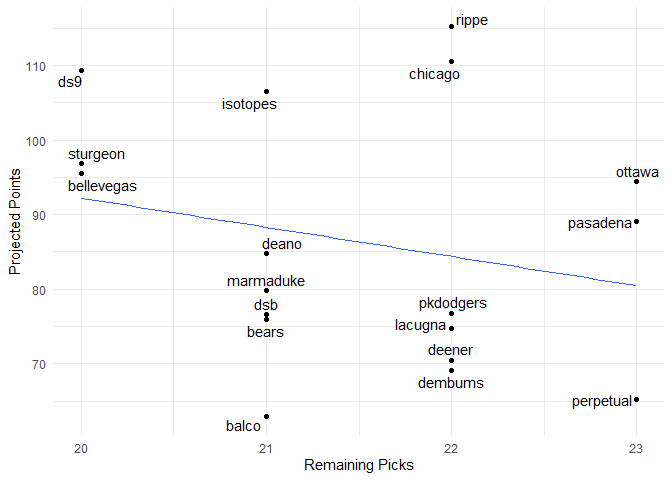 rippe
ds9
chicago
isotopes
sturgeon
bellevegas
ottawa
pasadena
deano
marmaduke
dsb
bears
pkdodgers
lacugna
deener
dembums
perpetual
balco
110
100
90
80
70
Projected Points
20
21
22
23
Remaining Picks